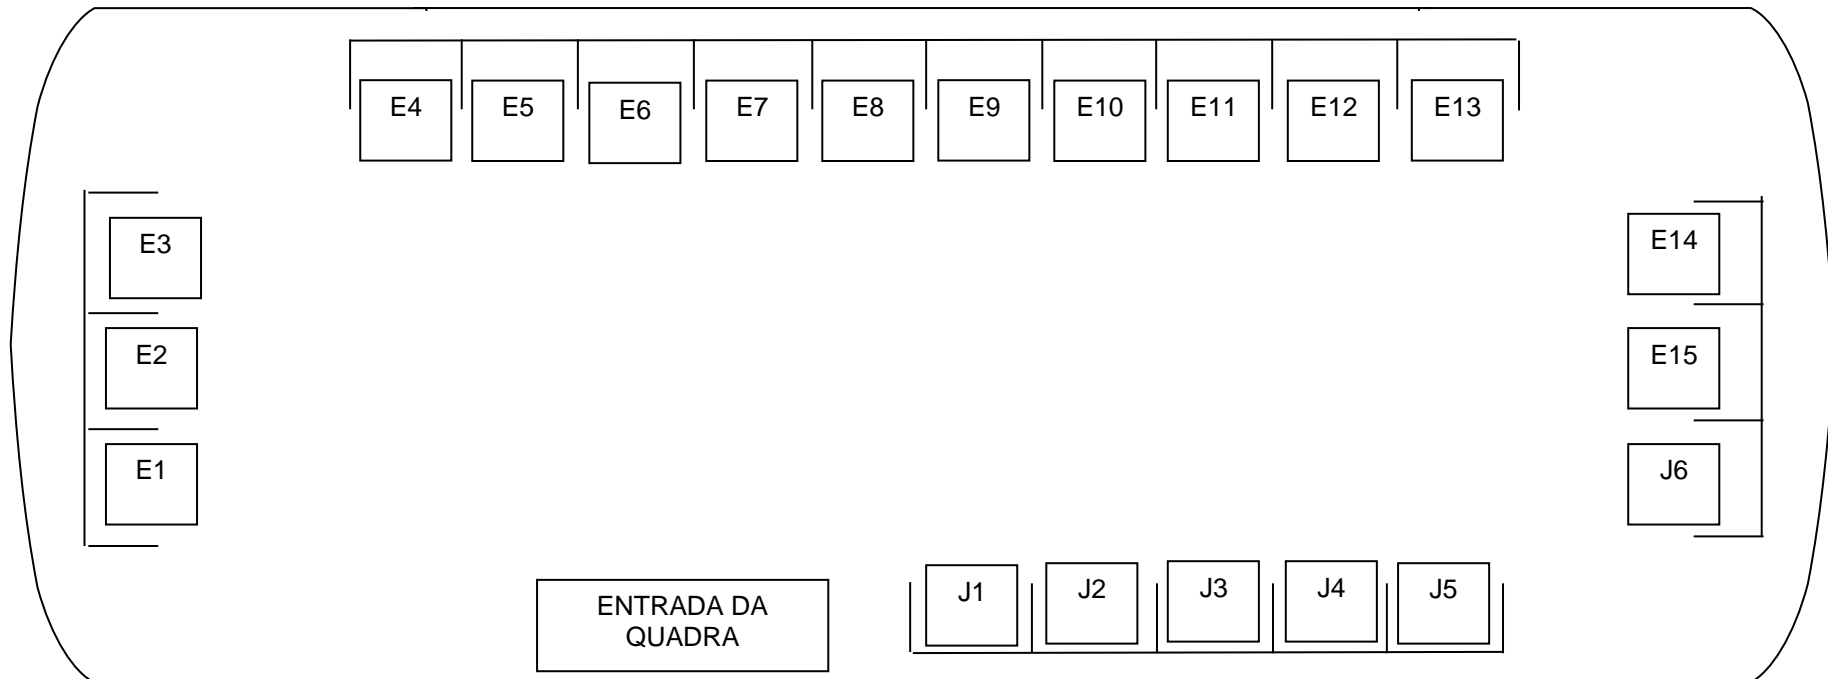 E4 E5 E6 E7 E8 E9 E10 E11 E12 E13
E3 E14
E2 E15
E1 J6
J1 J2 J3 J4 J5
ENTRADA DA
QUADRA